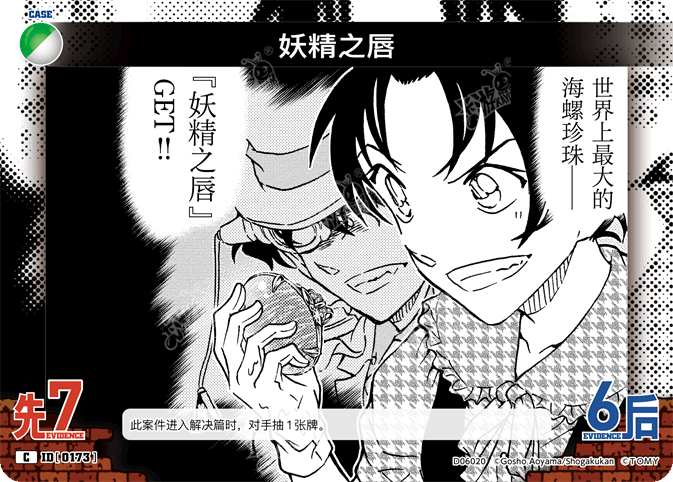 CASE
妖精之唇
世界上最大的
海螺珍珠——
『妖精之唇』
GET!!
先7
EVIDENCE
6后
EVIDENCE
此案件进入解决篇时，对手抽1张牌。
C ID[0173]
D06020 ©Gosho Aoyama/Shogakukan ©TOMY